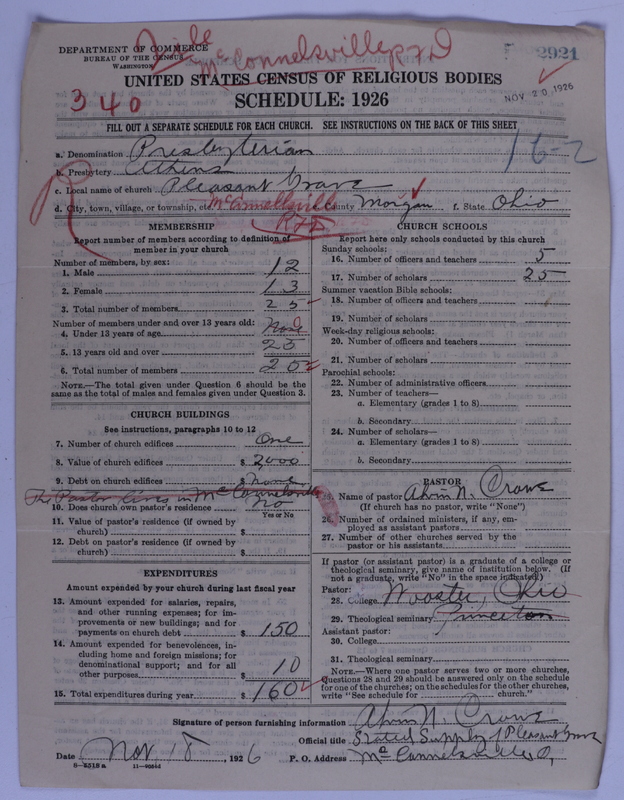 DEPARTMENT OF COMMERCE
BUREAU OF THE CENSUS
WASHINGTON
McConnelsville R7D
2921
NOV 20 1926
UNITED STATES CENSUS OF RELIGIOUS BODIES
340
SCHEDULE: 1926
FILL OUT A SEPARATE SCHEDULE FOR EACH CHURCH. SEE INSTRUCTIONS ON THE BACK OF THIS SHEET
16-2
a. Denomination Presbyterian
b. Presbytery Athens
c. Local name of church Pleasant Grove
d. City, town, village, or township, etc. McConnellsville e. County Morgan f. State Ohio
R
MEMBERSHIP
Report number of members according to definition of
member in your church
Number of members, by sex:
1. Male 12
2. Female 13
3. Total number of members 25
Number of members under and over 13 years old:
4. Under 13 years of age None
5. 13 years old and over 25
6. Total number of members 25
NOTE.—The total given under Question 6 should be the
same as the total of males and females given under Question 3.
CHURCH BUILDINGS
See instructions, paragraphs 10 to 12
7. Number of church edifices One
8. Value of church edifices $ 2000
9. Debt on church edifices $ None
The Pastor lives in McConnelsville
10. Does church own pastor's residence No
Yes or No
11. Value of pastor's residence (if owned by
church) $
12. Debt on pastor's residence (if owned by
church) $
EXPENDITURES
Amount expended by your church during last fiscal year
13. Amount expended for salaries, repairs,
and other running expenses; for im-
provements or new buildings; and for
payments on church debt $ 150
14. Amount expended for benevolences, in-
cluding home and foreign missions; for
denominational support; and for all
other purposes $ 10
15. Total expenditures during year $ 160
CHURCH SCHOOLS
Report here only schools conducted by this church
Sunday schools:
16. Number of officers and teachers 5
17. Number of scholars 25
Summer vacation Bible schools:
18. Number of officers and teachers
19. Number of scholars
Week-day religious schools:
20. Number of officers and teachers
21. Number of scholars
Parochial schools:
22. Number of administrative officers
23. Number of teachers—
a. Elementary (grades 1 to 8)
b. Secondary
24. Number of scholars—
a. Elementary (grades 1 to 8)
b. Secondary
PASTOR
25. Name of pastor Alvin N. Crowe
(If church has no pastor, write "None")
26. Number of ordained ministers, if any, em-
ployed as assistant pastors
27. Number of other churches served by the
pastor or his assistants
If pastor (or assistant pastor) is a graduate of a college or
theological seminary, give name of institution below. (If
not a graduate, write "No" in the space indicated)
Pastor:
28. College Wooster, Ohio
29. Theological seminary Princeton
Assistant pastor:
30. College
31. Theological seminary
NOTE.—Where one pastor serves two or more churches,
Questions 28 and 29 should be answered only on the schedule
for one of the churches; on the schedules for the other churches,
write "See schedule for church."
Signature of person furnishing information Alvin N. Crowe
Official title Stated Supply of Pleasant Grove
Date Nov. 18, 1926 P. O. Address McConnelsville O,
8-2518 a 11-9084d